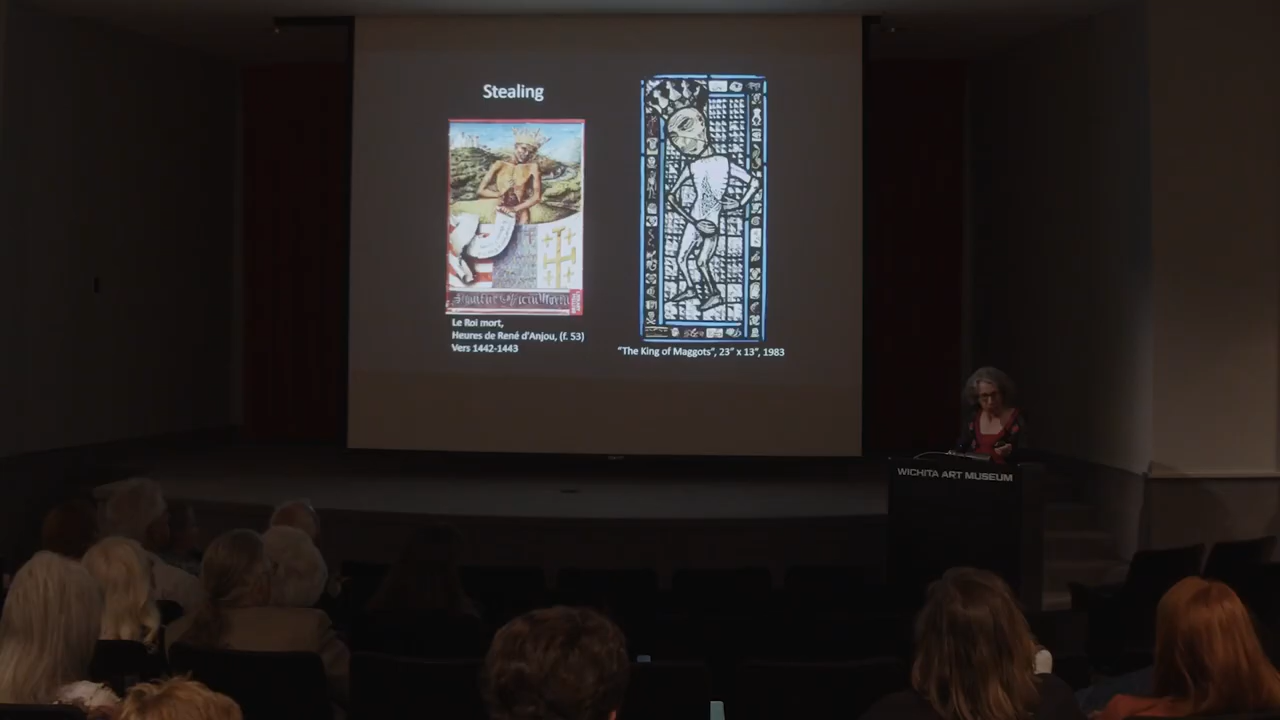 Stealing
Le Roi mort,
Heures de René d'Anjou, (f. 53)
Vers 1442-1443
"The King of Maggots", 23" x 13", 1983
WICHITA ART MUSEUM